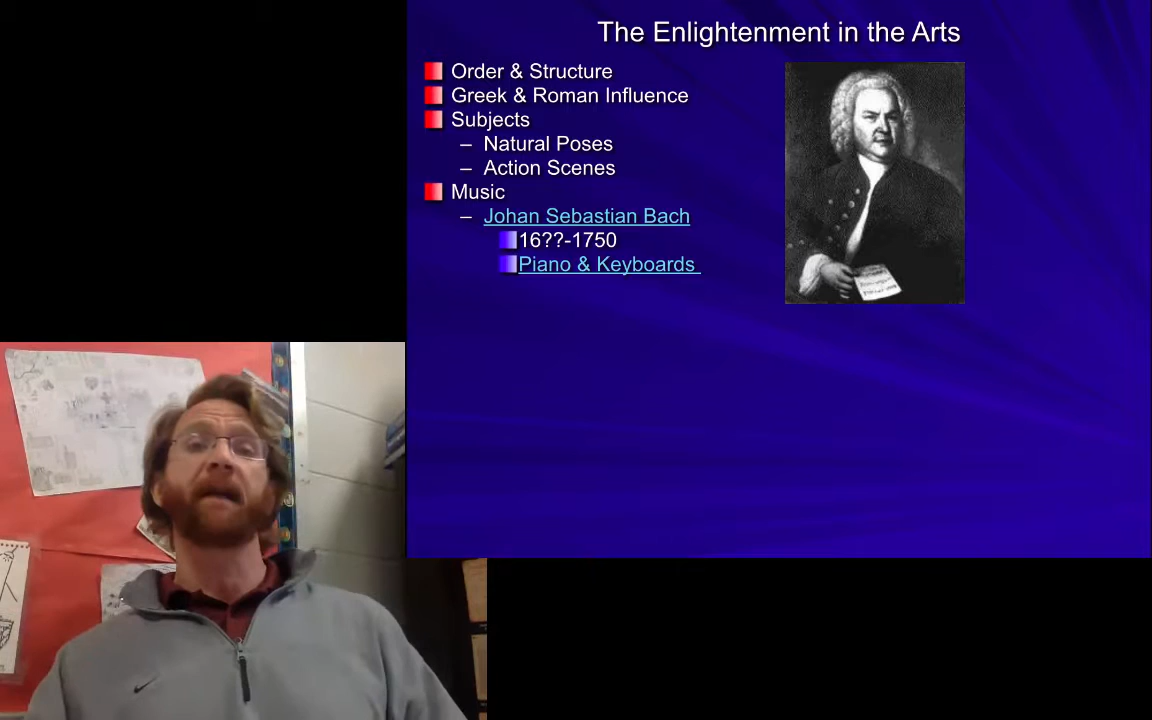 The Enlightenment in the Arts
Order & Structure
Greek & Roman Influence
Subjects
– Natural Poses
– Action Scenes
Music
– Johan Sebastian Bach
16??-1750
Piano & Keyboards